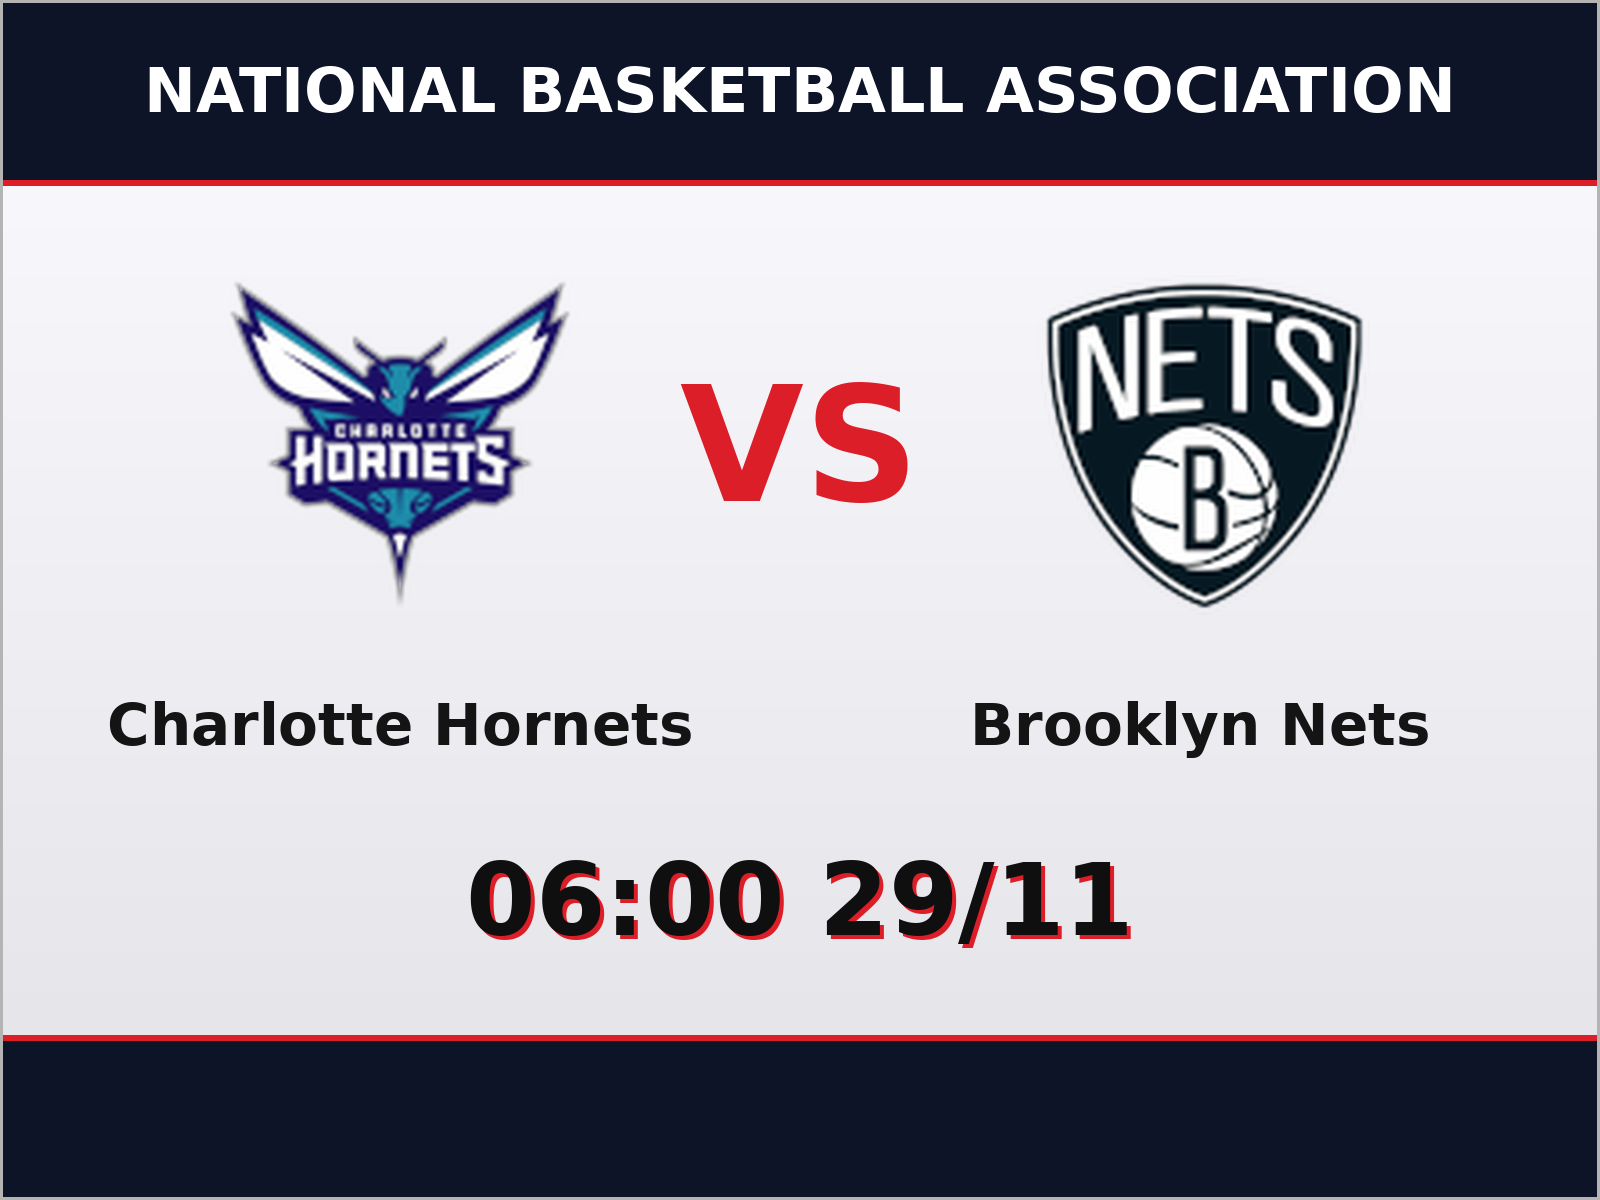 NATIONAL BASKETBALL ASSOCIATION
CHARLOTTE
HORNETS
VS
NETS
B
Charlotte Hornets
Brooklyn Nets
06:00 29/11